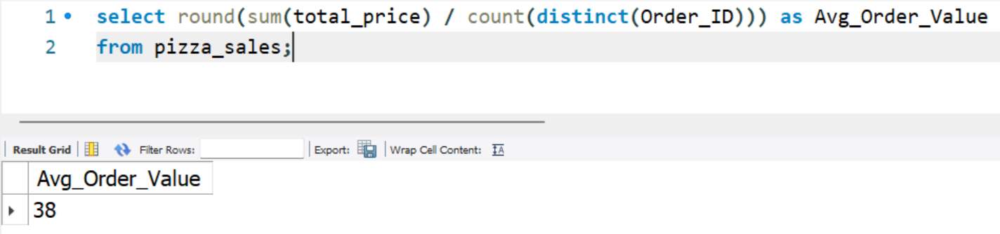 1 select round(sum(total_price) / count(distinct(Order_ID))) as Avg_Order_Value
2 from pizza_sales;
Result Grid Filter Rows: Export: Wrap Cell Content: IA
Avg_Order_Value
38